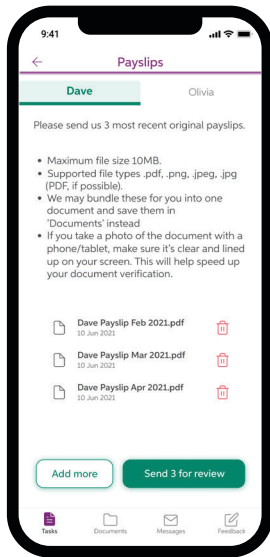 9:41
Payslips
Dave
Olivia
Please send us 3 most recent original payslips.
• Maximum file size 10MB.
• Supported file types .pdf, .png, .jpeg, .jpg
(PDF, if possible).
• We may bundle these for you into one
document and save them in
'Documents' instead
• If you take a photo of the document with a
phone/tablet, make sure it's clear and lined
up on your screen. This will help speed up
your document verification.
Dave Payslip Feb 2021.pdf
10 Jun 2021
Dave Payslip Mar 2021.pdf
10 Jun 2021
Dave Payslip Apr 2021.pdf
10 Jun 2021
Add more
Send 3 for review
Tasks
Documents
Messages
Feedback